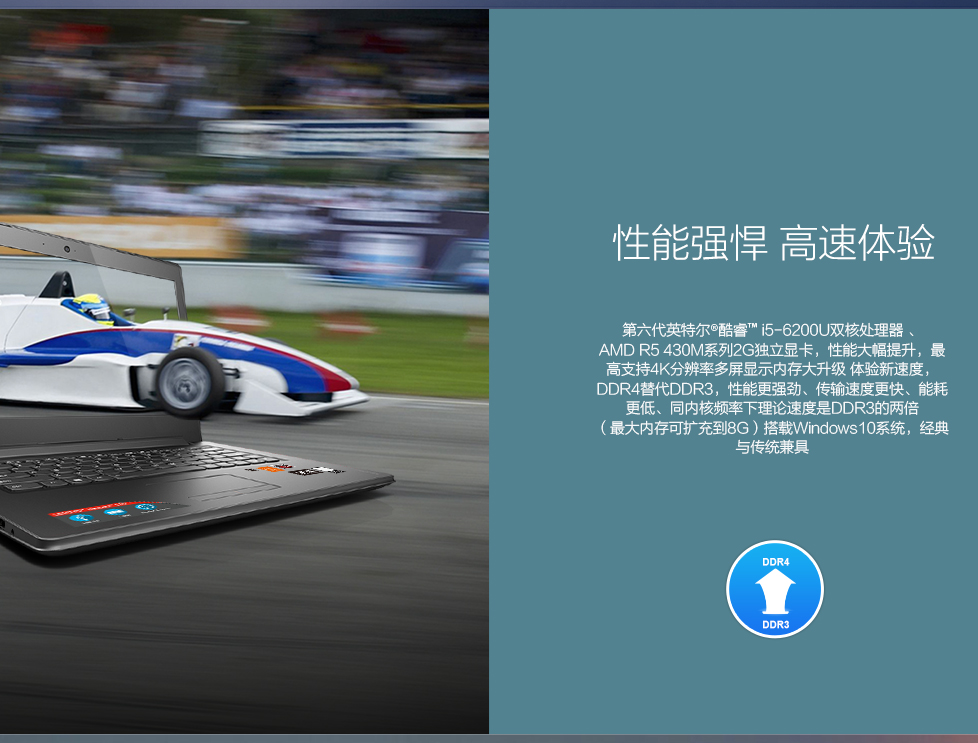 性能强悍 高速体验
第六代英特尔®酷睿™ i5-6200U双核处理器 、
AMD R5 430M系列2G独立显卡，性能大幅提升，最
高支持4K分辨率多屏显示内存大升级 体验新速度，
DDR4替代DDR3，性能更强劲、传输速度更快、能耗
更低、同内核频率下理论速度是DDR3的两倍
（最大内存可扩充到8G）搭载Windows10系统，经典
与传统兼具
DDR4
DDR3